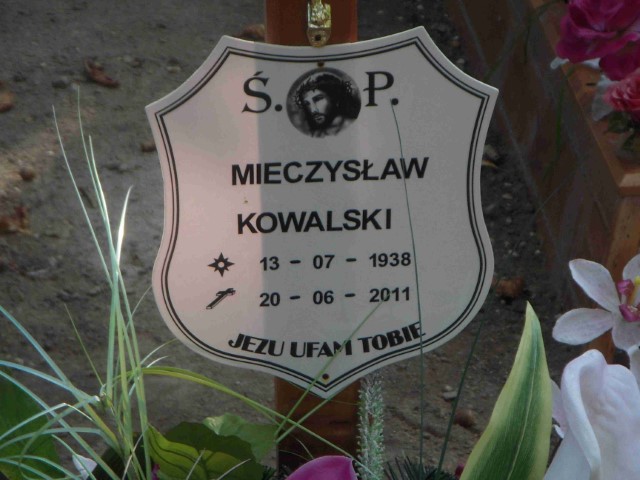 Ś. P.
MIECZYSŁAW
KOWALSKI
13 - 07 - 1938
20 - 06 - 2011
JEZU UFAM TOBIE